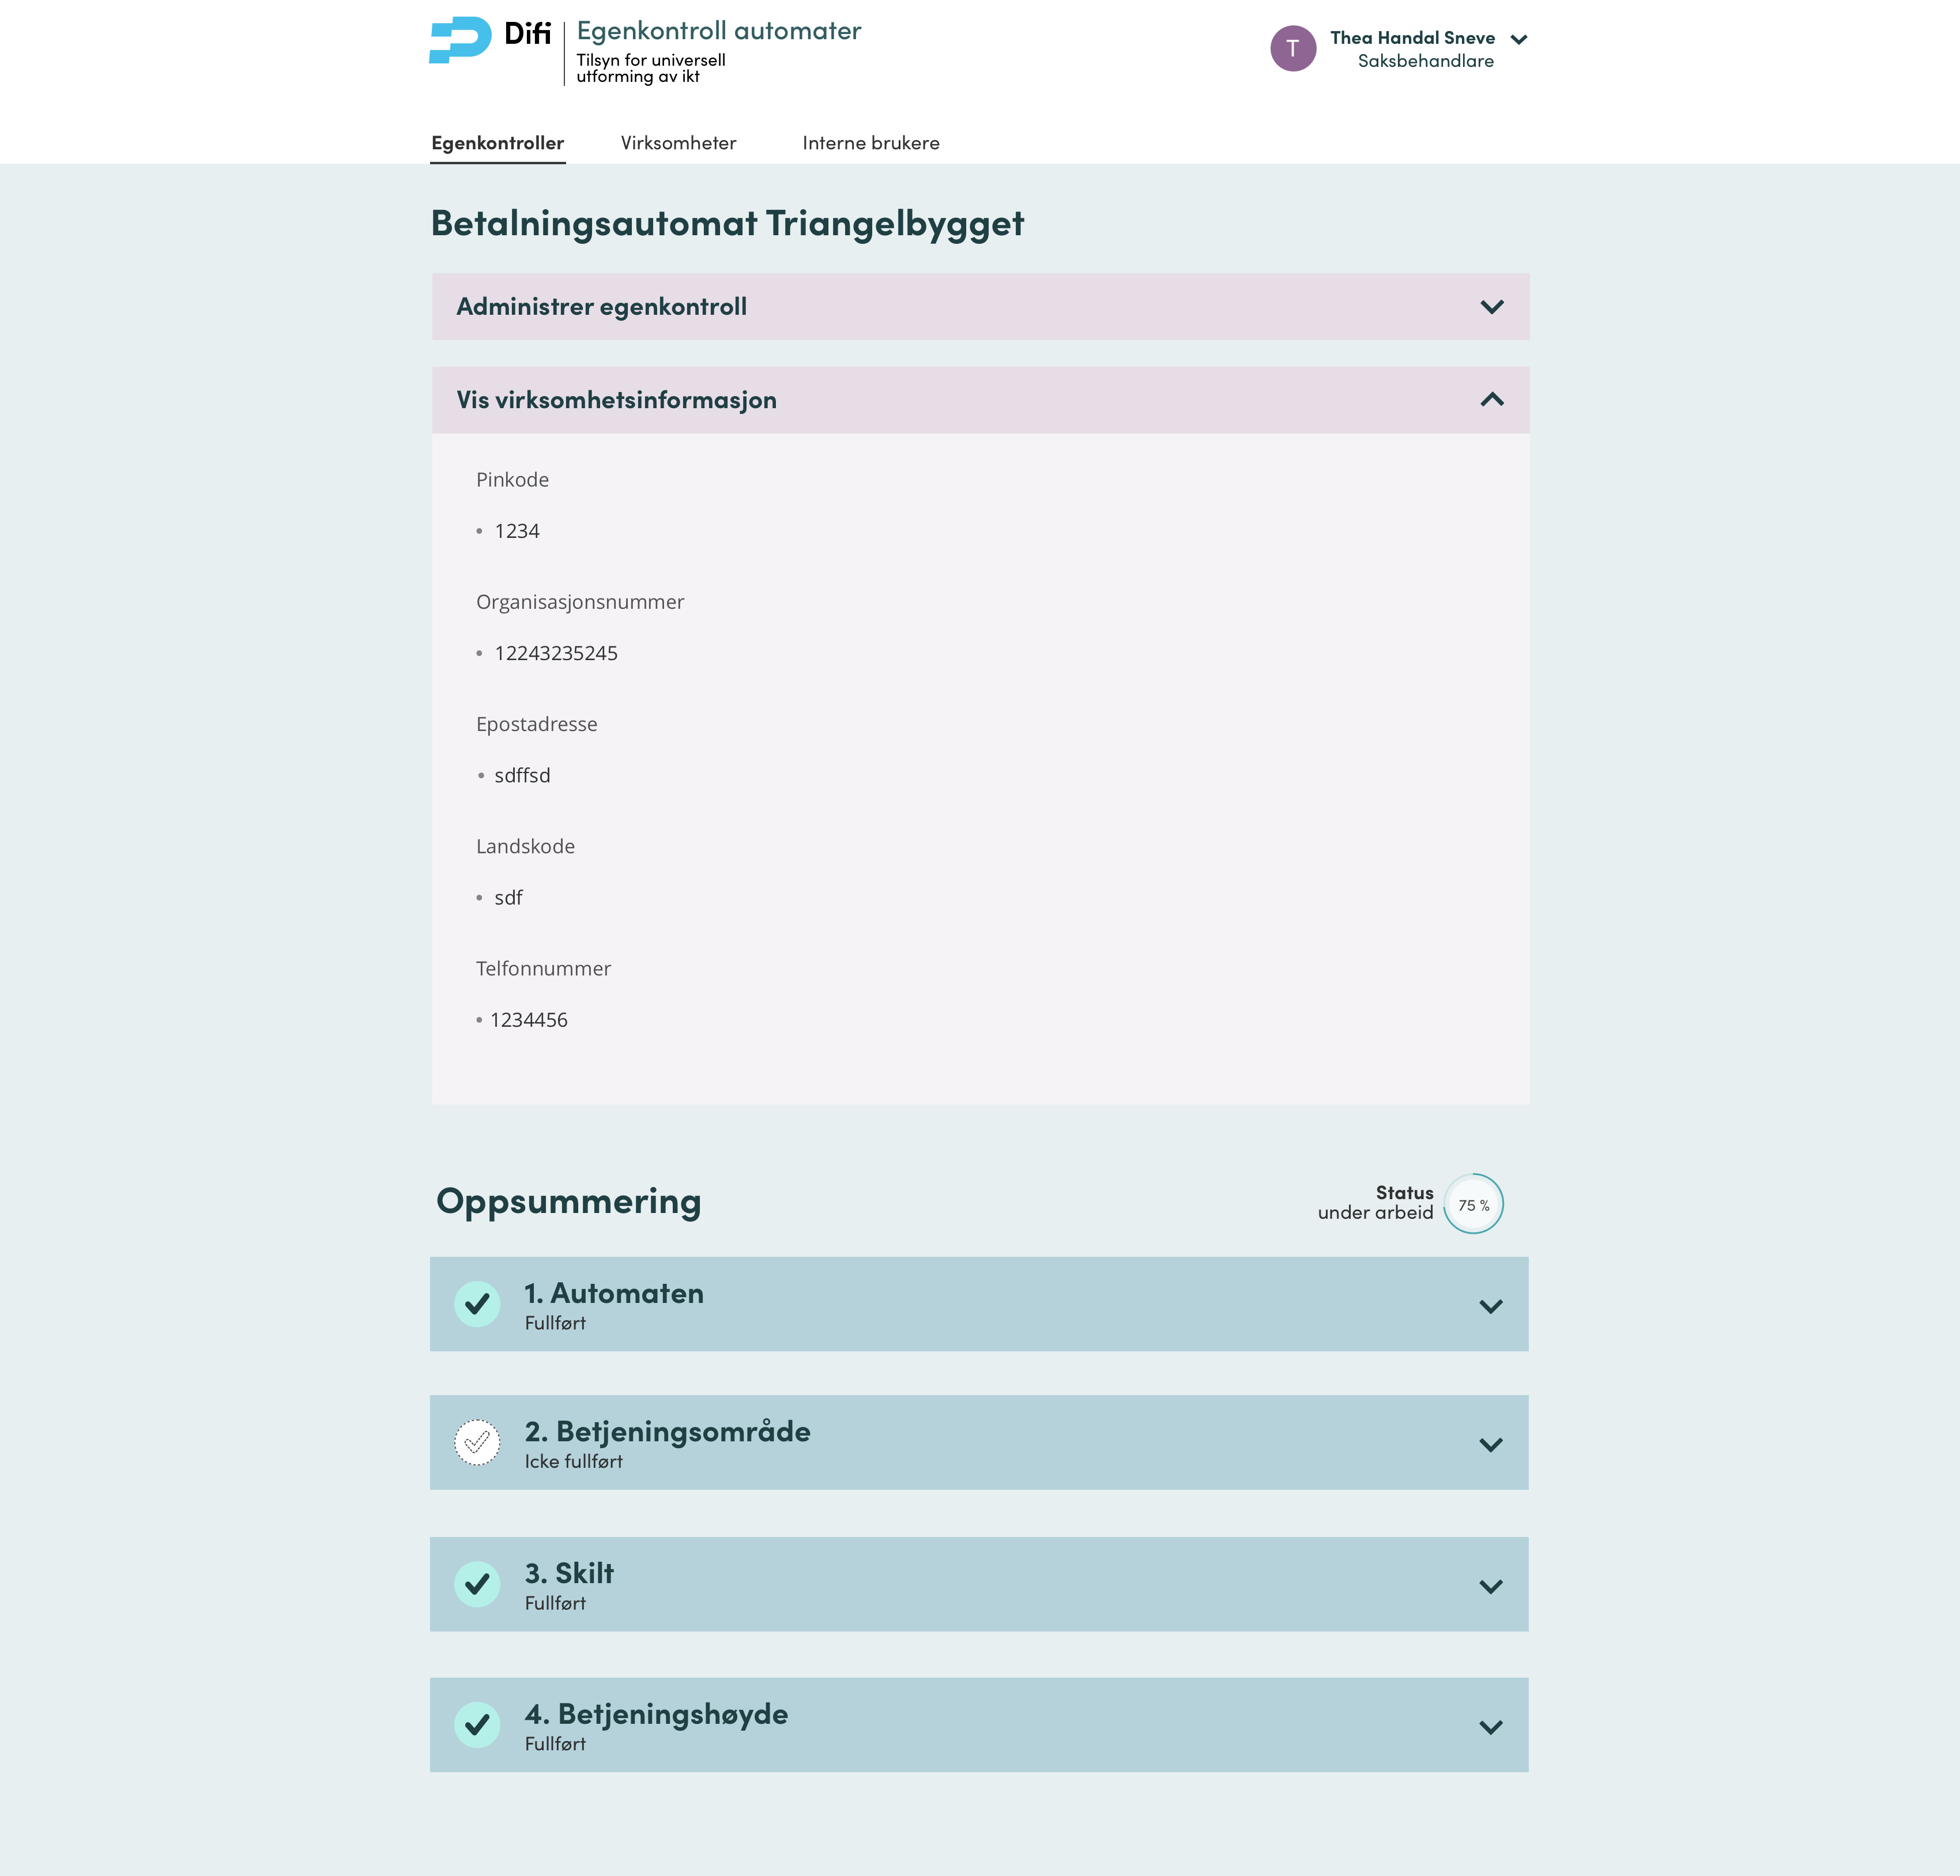 Difi
Egenkontroll automater
Tilsyn for universell
utforming av ikt
T
Thea Handal Sneve
Saksbehandlare
Egenkontroller
Virksomheter
Interne brukere
Betalningsautomat Triangelbygget
Administrer egenkontroll
Vis virksomhetsinformasjon
Pinkode
• 1234
Organisasjonsnummer
• 12243235245
Epostadresse
• sdffsd
Landskode
• sdf
Telfonnummer
• 1234456
Oppsummering
Status
under arbeid
75 %
1. Automaten
Fullført
2. Betjeningsområde
Icke fullført
3. Skilt
Fullført
4. Betjeningshøyde
Fullført